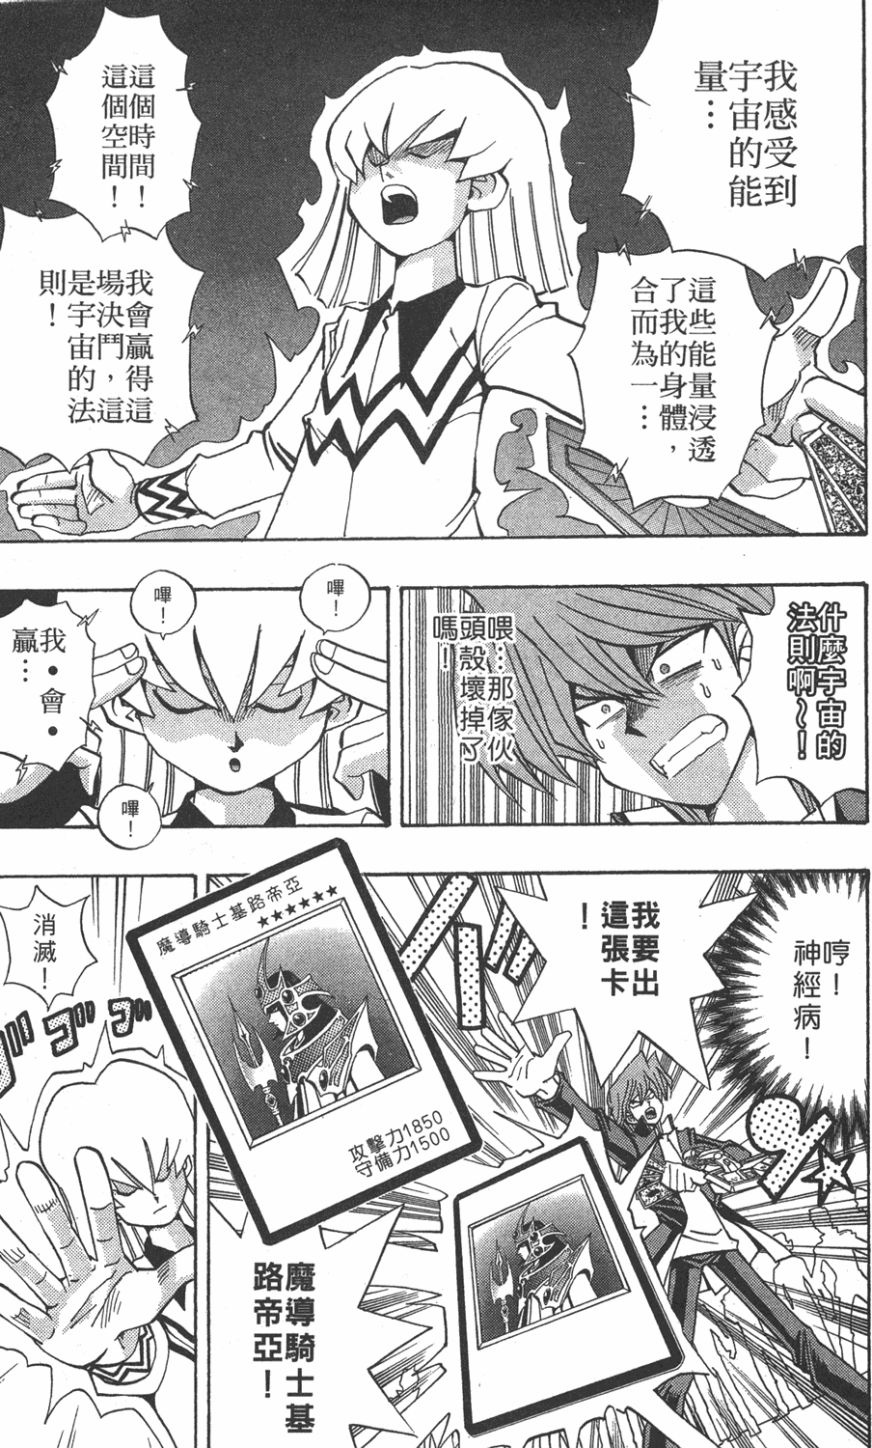 我感受到
宇宙的能
量…
這些能量浸透
了我的身體，
合而為一…
這個時間！
這個空間！
我會贏得這
場決鬥，這
是宇宙的法
則！
什麼宇宙的
法則啊～！
喂…那傢伙
頭殼壞掉了
嗎！
嗶！
嗶！
嗶！
我•會•
贏…
哼！
神經病！
我要出
這張卡
！
魔導騎士基路帝亞
★★★★★★
攻擊力1850
守備力1500
魔導騎士基
路帝亞！
消滅！
ゴゴゴ